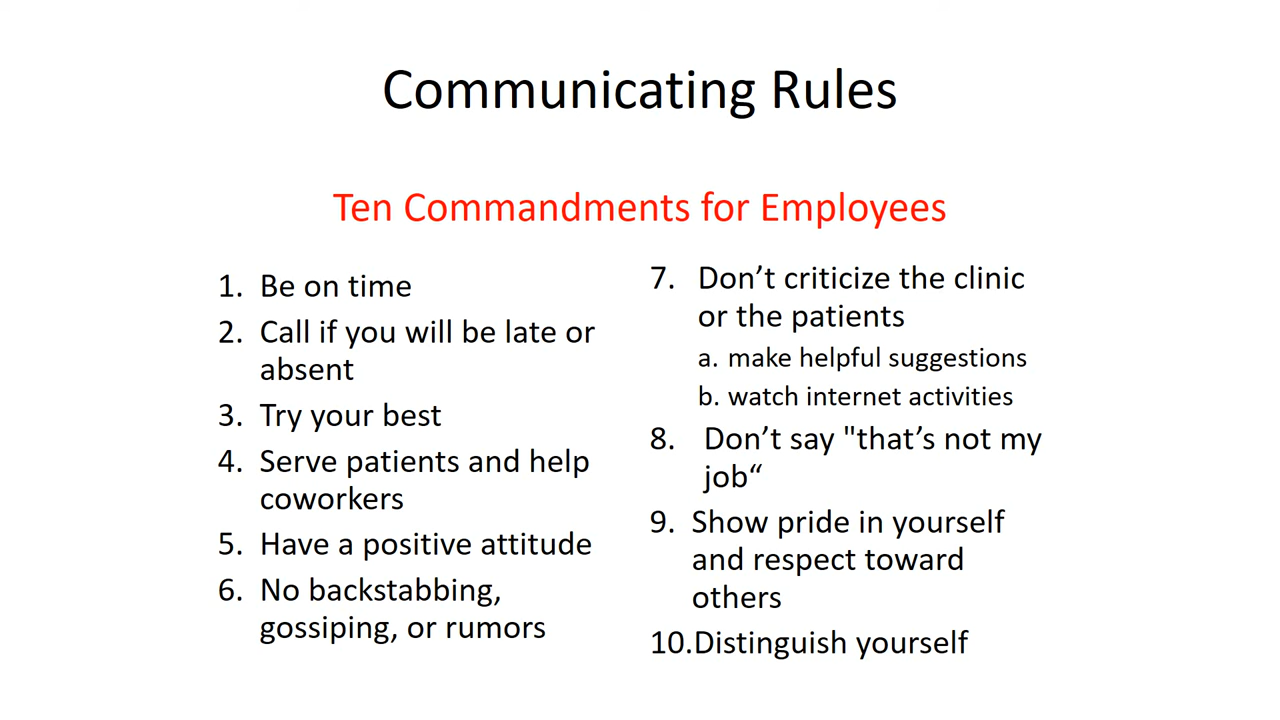 Communicating Rules
Ten Commandments for Employees
1. Be on time
2. Call if you will be late or
absent
3. Try your best
4. Serve patients and help
coworkers
5. Have a positive attitude
6. No backstabbing,
gossiping, or rumors
7. Don’t criticize the clinic
or the patients
a. make helpful suggestions
b. watch internet activities
8. Don’t say "that’s not my
job“
9. Show pride in yourself
and respect toward
others
10.Distinguish yourself